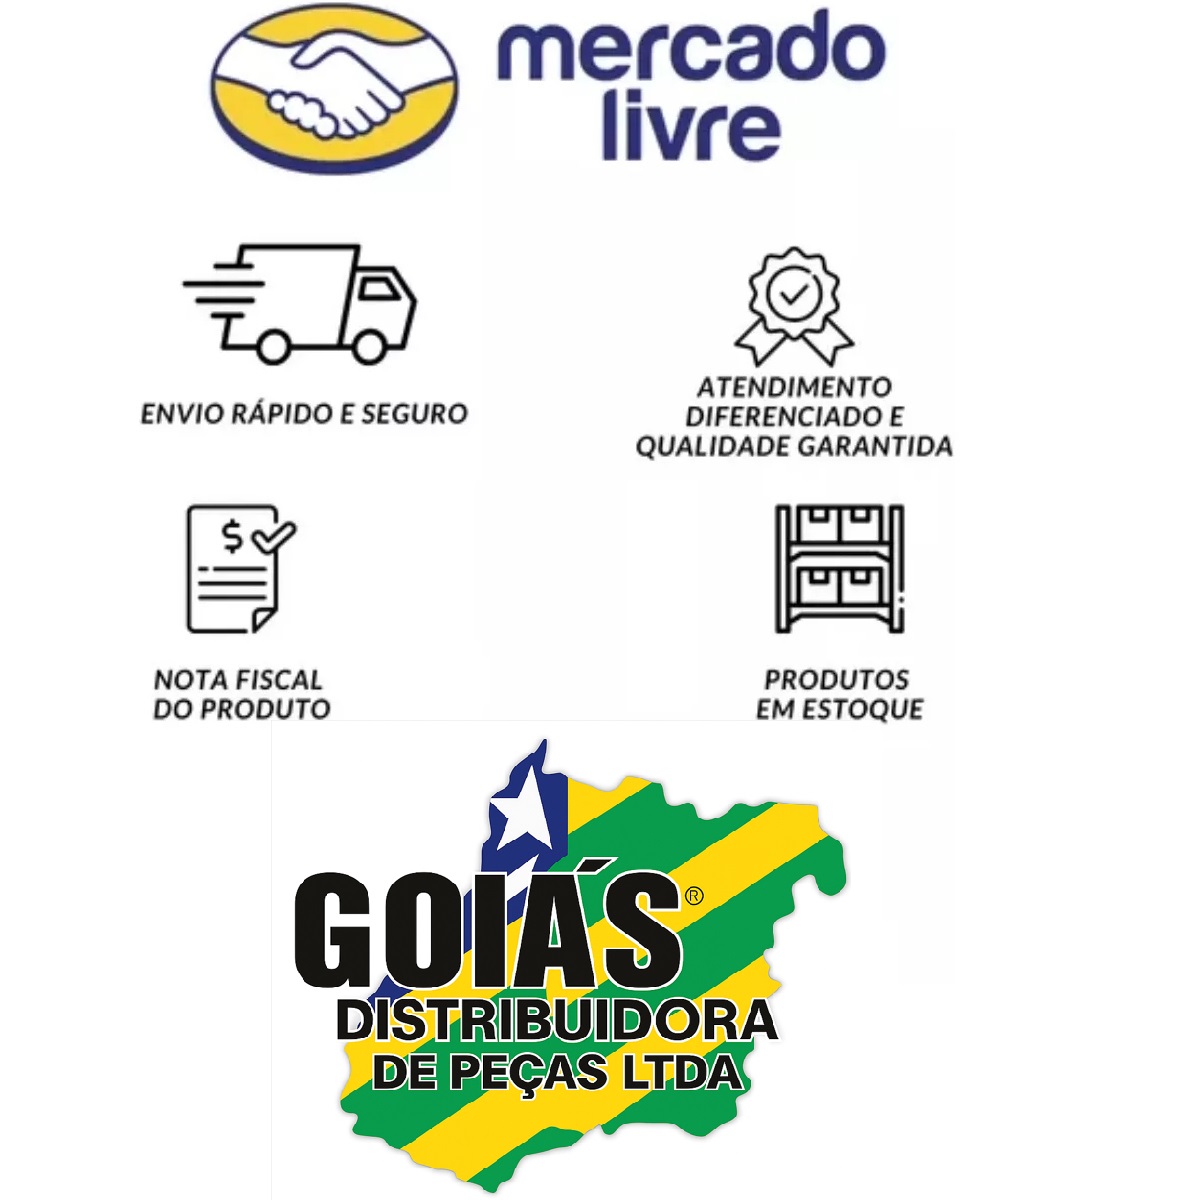 mercado
livre
ENVIO RÁPIDO E SEGURO
ATENDIMENTO
DIFERENCIADO E
QUALIDADE GARANTIDA
$
NOTA FISCAL
DO PRODUTO
PRODUTOS
EM ESTOQUE
GOIÁS®
DISTRIBUIDORA
DE PEÇAS LTDA